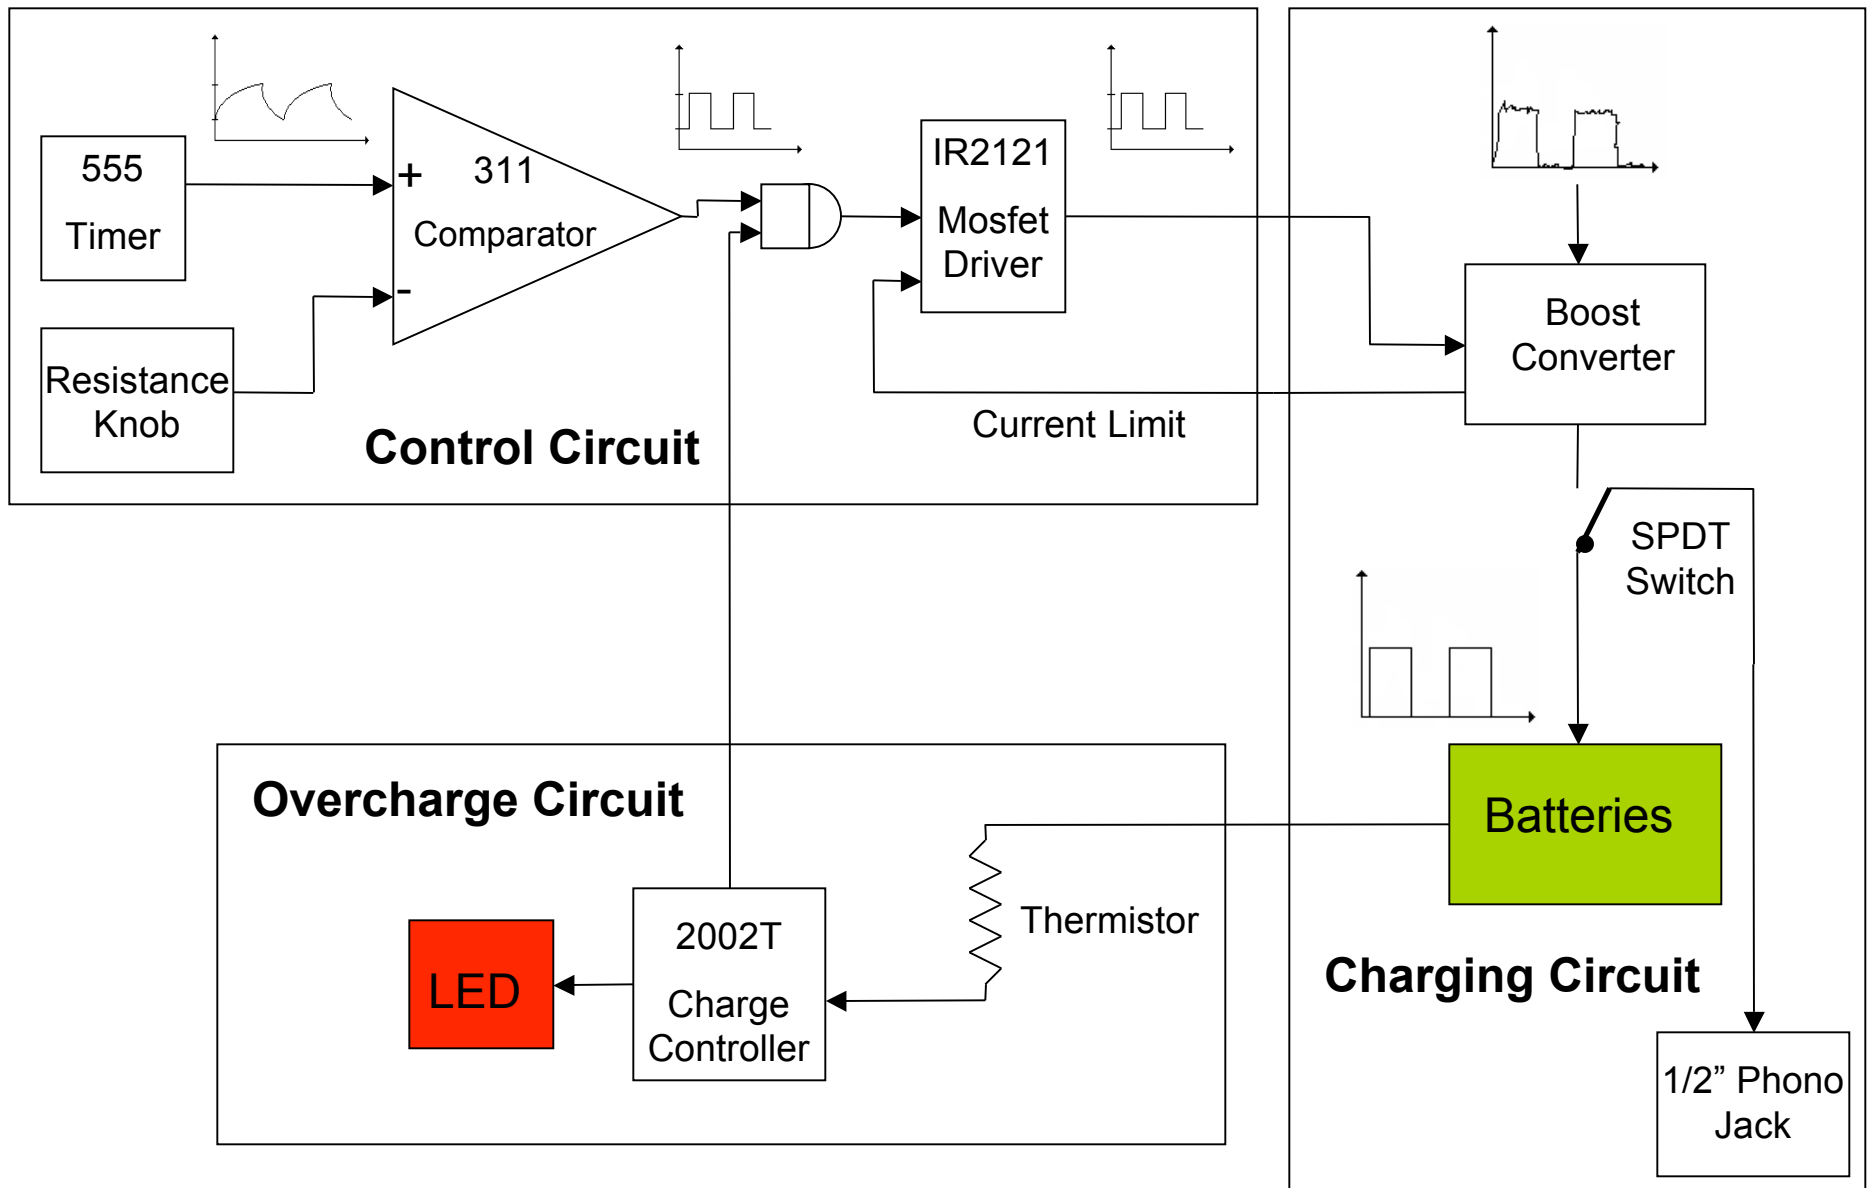 555
Timer
+
311
Comparator
-
Resistance
Knob
Control Circuit
IR2121
Mosfet
Driver
Current Limit
Boost
Converter
SPDT
Switch
Batteries
Charging Circuit
1/2” Phono
Jack
Overcharge Circuit
LED
2002T
Charge
Controller
Thermistor